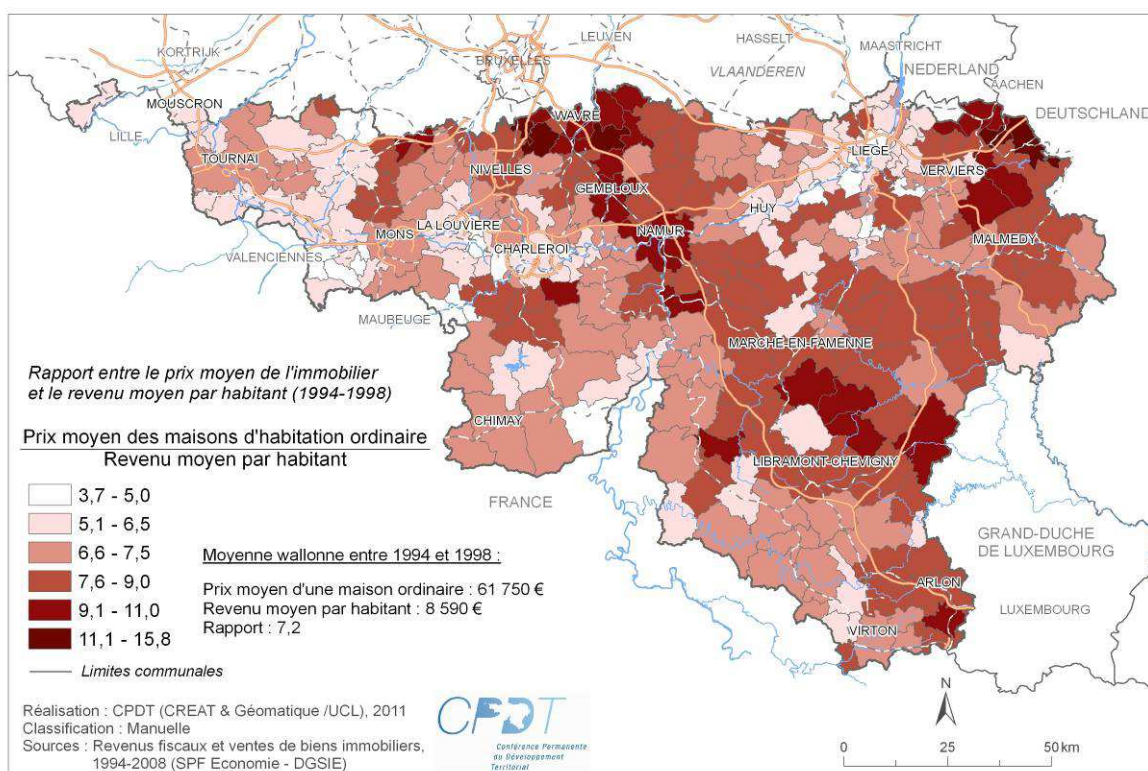 KORTRIJK
BRUXELLES
LEUVEN
HASSELT
VLAANDEREN
MAASTRICHT
NEDERLAND
AACHEN
DEUTSCHLAND
MOUSCRON
LILLE
TOURNAI
WAVRE
NIVELLES
LIEGE
VERVIERS
GEMBLOUX
HUY
LA LOUVIERE
MONS
NAMUR
MALMEDY
CHARLEROI
VALENCIENNES
MAUBEUGE
MARCHE-EN-FAMENNE
CHIMAY
LIBRAMONT-CHEVIGNY
FRANCE
GRAND-DUCHE
DE LUXEMBOURG
ARLON
LUXEMBOURG
VIRTON
Rapport entre le prix moyen de l'immobilier
et le revenu moyen par habitant (1994-1998)
Prix moyen des maisons d'habitation ordinaire
Revenu moyen par habitant
3,7 - 5,0
5,1 - 6,5
6,6 - 7,5
7,6 - 9,0
9,1 - 11,0
11,1 - 15,8
Limites communales
Moyenne wallonne entre 1994 et 1998 :
Prix moyen d'une maison ordinaire : 61 750 €
Revenu moyen par habitant : 8 590 €
Rapport : 7,2
Réalisation : CPDT (CREAT & Géomatique /UCL), 2011
Classification : Manuelle
Sources : Revenus fiscaux et ventes de biens immobiliers,
1994-2008 (SPF Economie - DGSIE)
CPDT
Conférence Permanente
du Développement
Territorial
N
0 25 50 km